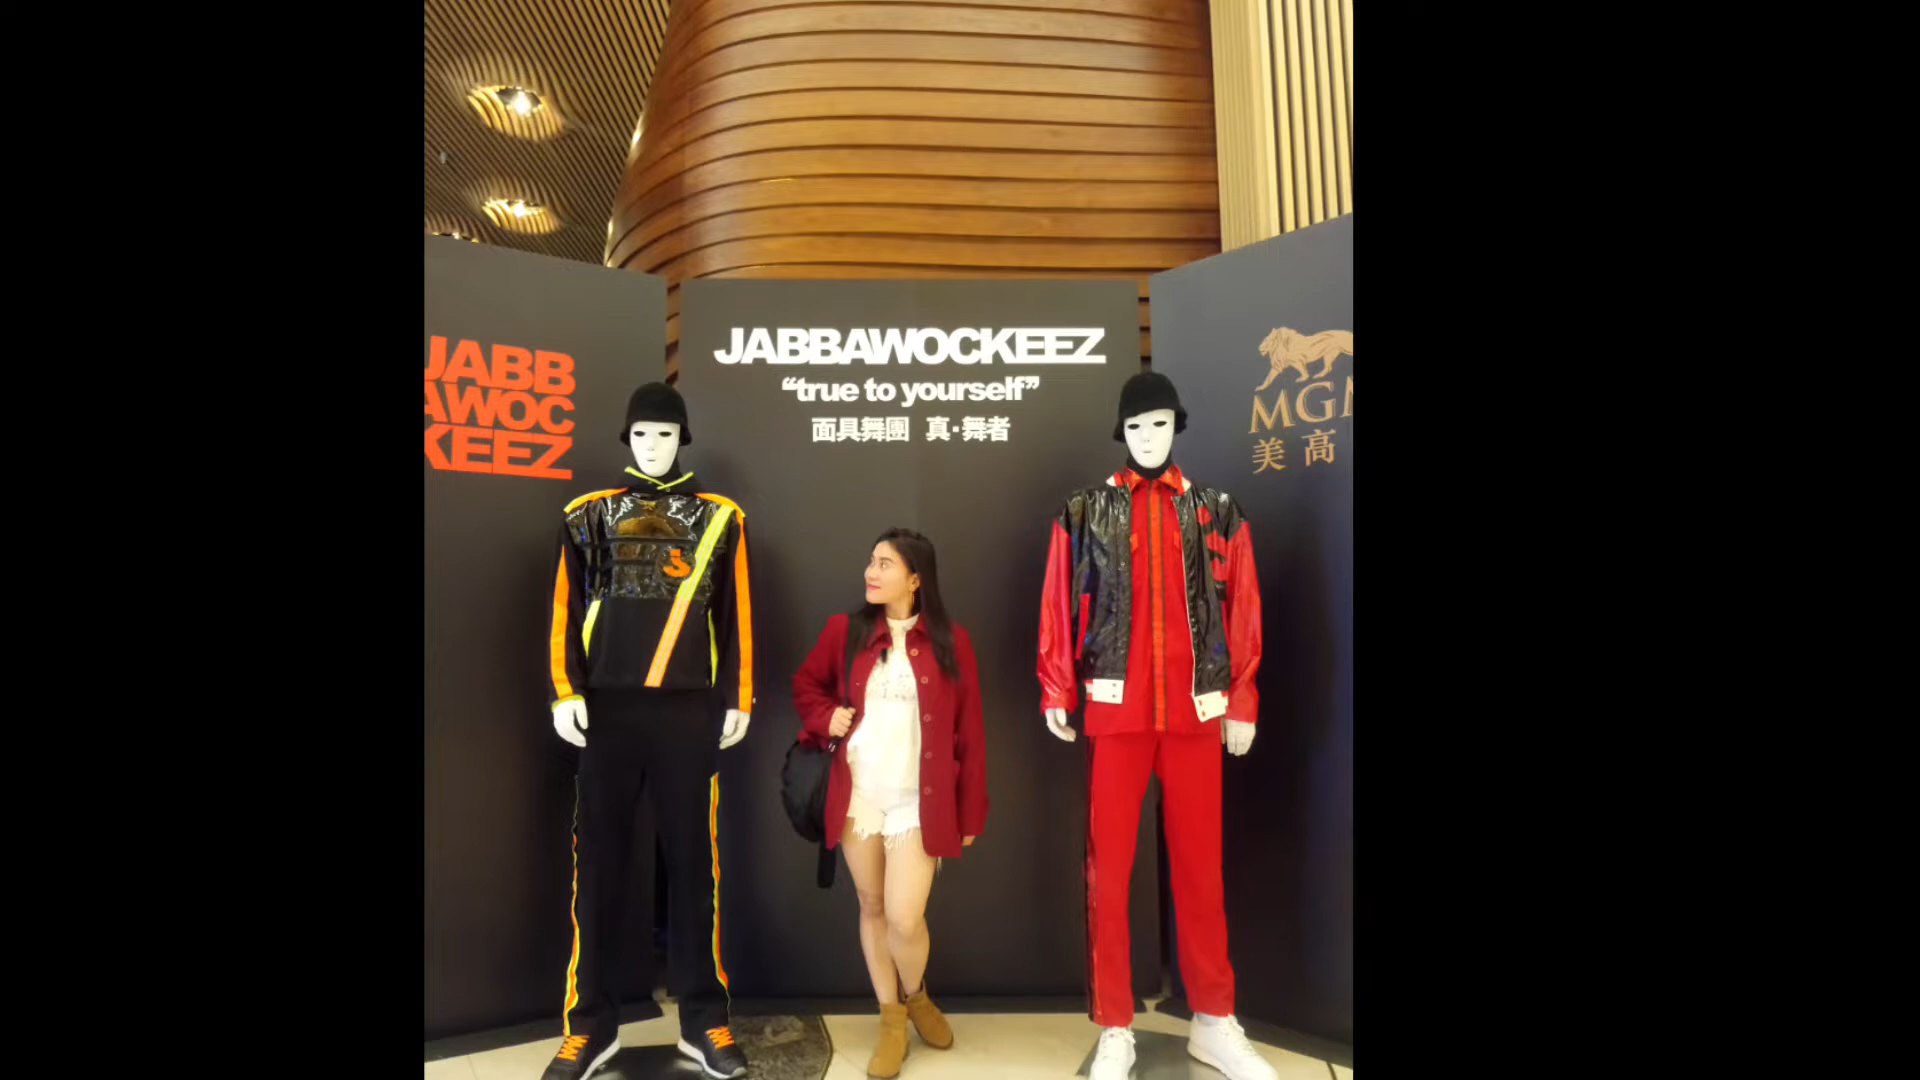 JABB
AWOC
KEEZ
JABBAWOCKEEZ
“true to yourself”
面具舞團 真·舞者
J
MGM
美高